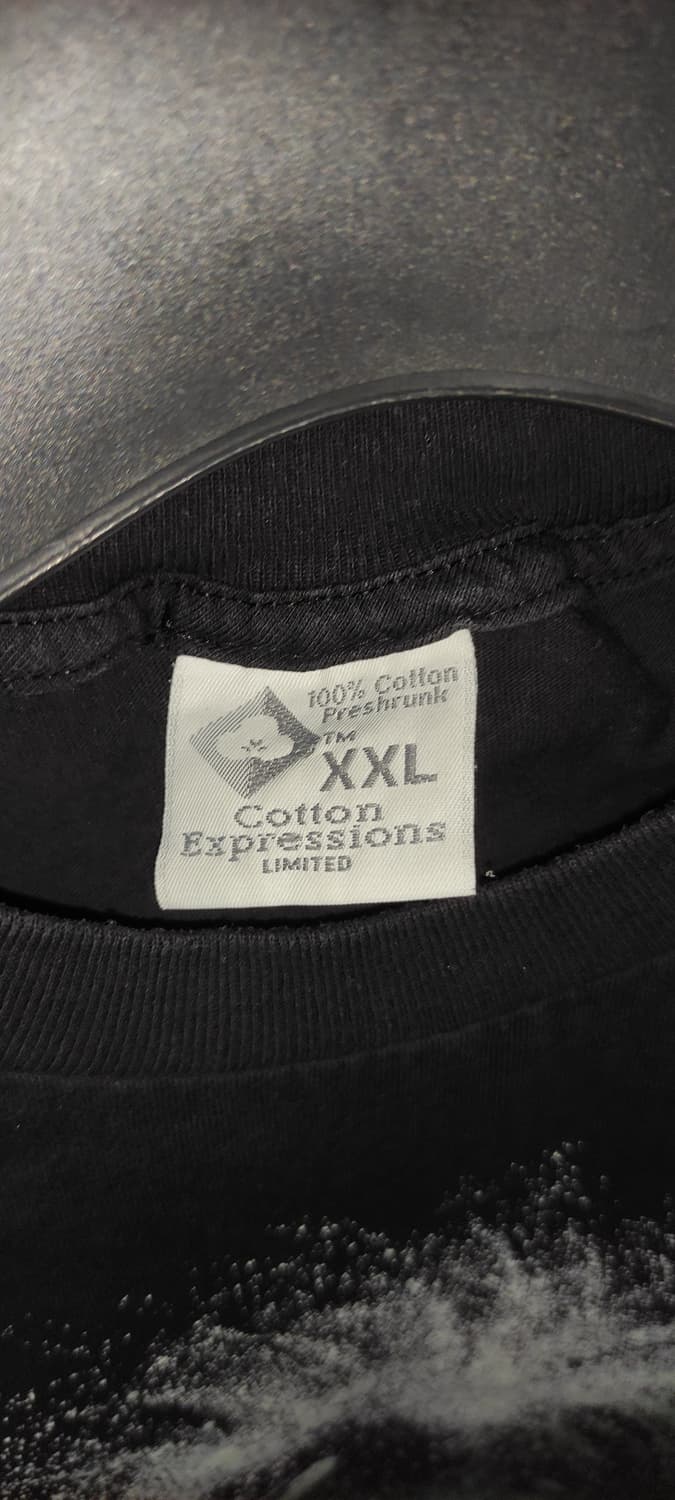 100% Cotton
Preshrunk
TM
XXL
Cotton
Expressions
LIMITED